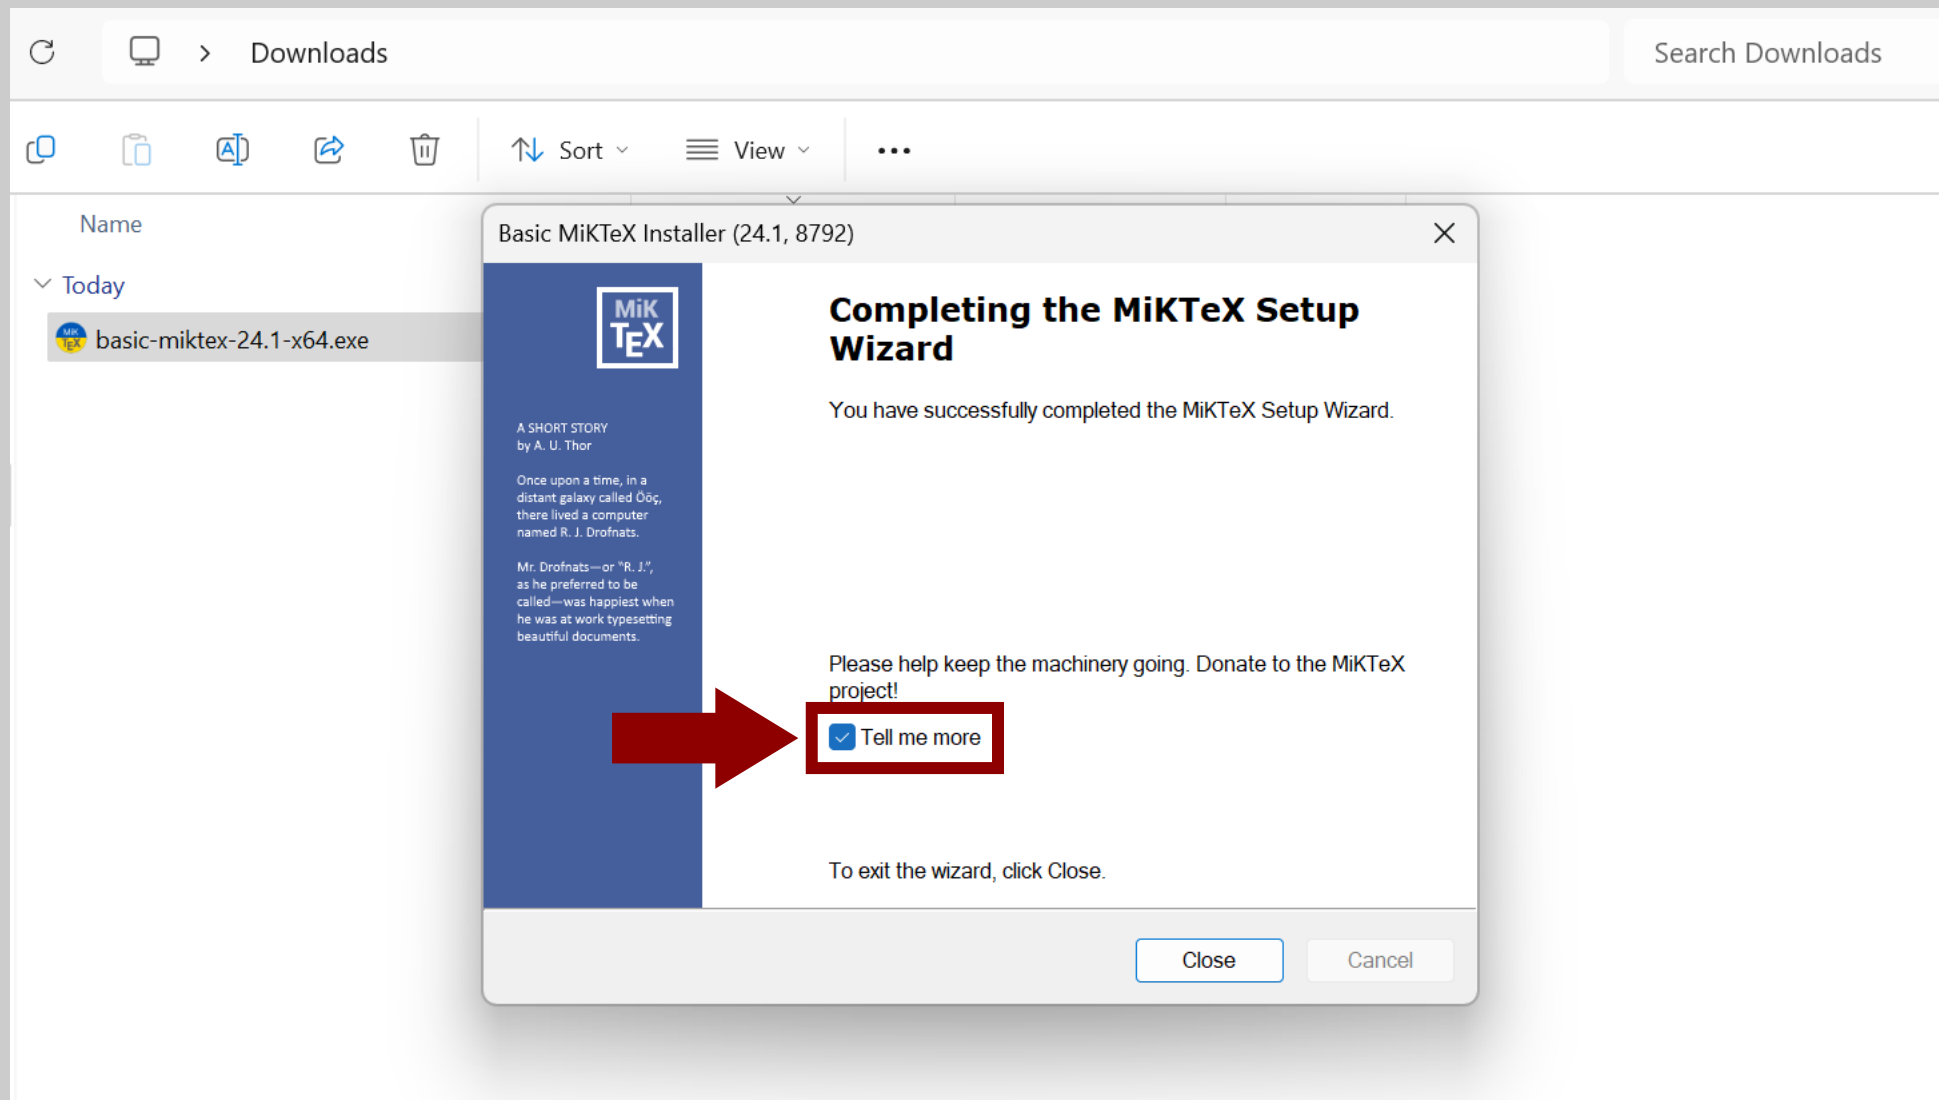 Downloads
Search Downloads
Sort
View
Name
Today
basic-miktex-24.1-x64.exe
Basic MiKTeX Installer (24.1, 8792)
MiK
TEX
A SHORT STORY
by A. U. Thor
Once upon a time, in a
distant galaxy called Ööç,
there lived a computer
named R. J. Drofnats.
Mr. Drofnats—or “R. J.”,
as he preferred to be
called—was happiest when
he was at work typesetting
beautiful documents.
Completing the MiKTeX Setup
Wizard
You have successfully completed the MiKTeX Setup Wizard.
Please help keep the machinery going. Donate to the MiKTeX
project!
Tell me more
To exit the wizard, click Close.
Close
Cancel